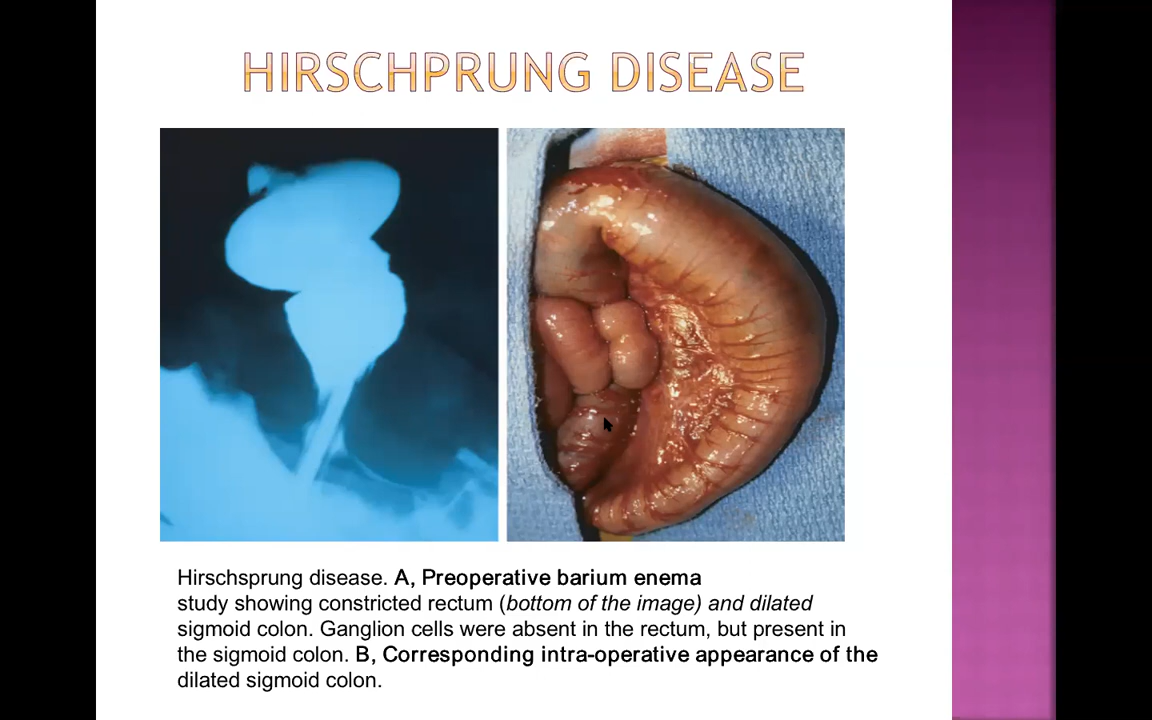 HIRSCHPRUNG DISEASE
Hirschsprung disease. A, Preoperative barium enema
study showing constricted rectum (bottom of the image) and dilated
sigmoid colon. Ganglion cells were absent in the rectum, but present in
the sigmoid colon. B, Corresponding intra-operative appearance of the
dilated sigmoid colon.